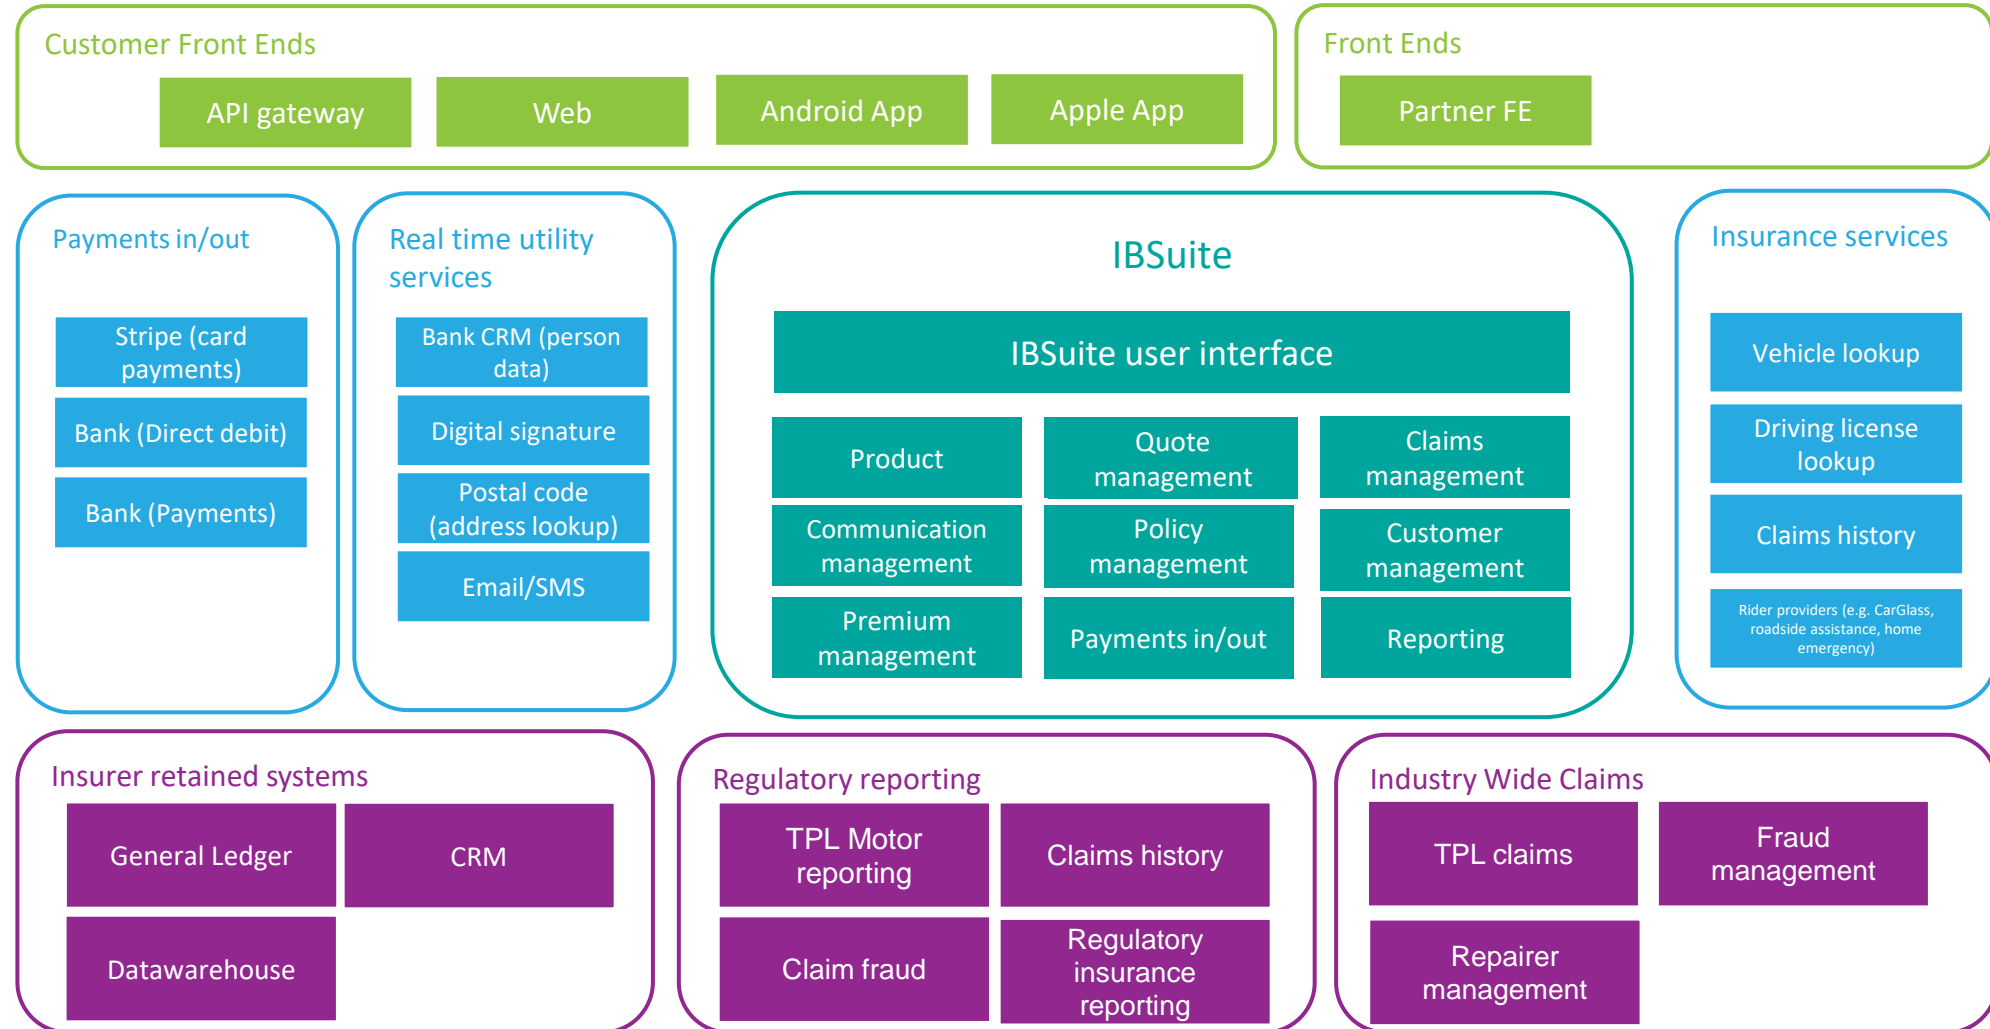 Customer Front Ends
API gateway
Web
Android App
Apple App
Front Ends
Partner FE
Payments in/out
Stripe (card
payments)
Bank (Direct debit)
Bank (Payments)
Real time utility
services
Bank CRM (person
data)
Digital signature
Postal code
(address lookup)
Email/SMS
IBSuite
IBSuite user interface
Product
Quote
management
Claims
management
Communication
management
Policy
management
Customer
management
Premium
management
Payments in/out
Reporting
Insurance services
Vehicle lookup
Driving license
lookup
Claims history
Rider providers (e.g. CarGlass,
roadside assistance, home
emergency)
Insurer retained systems
General Ledger
CRM
Datawarehouse
Regulatory reporting
TPL Motor
reporting
Claims history
Claim fraud
Regulatory
insurance
reporting
Industry Wide Claims
TPL claims
Fraud
management
Repairer
management